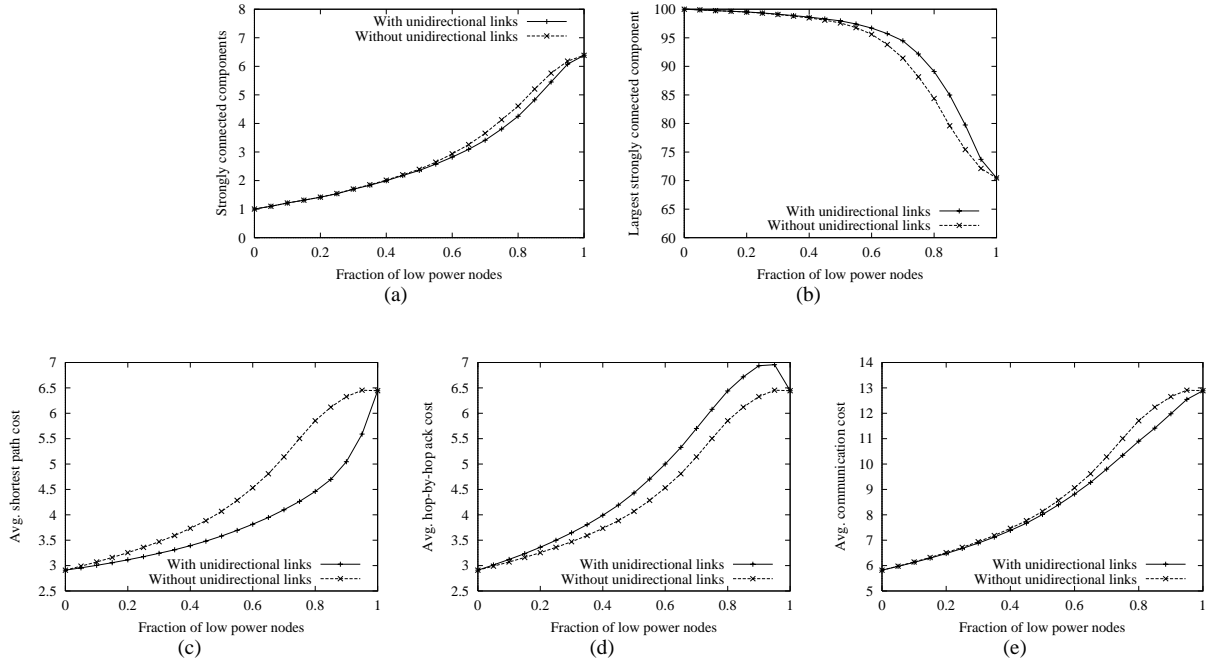 8
7
6
5
4
3
2
1
0
0 0.2 0.4 0.6 0.8 1
Strongly connected components
Fraction of low power nodes
With unidirectional links
Without unidirectional links
(a)
100
95
90
85
80
75
70
65
60
0 0.2 0.4 0.6 0.8 1
Largest strongly connected component
Fraction of low power nodes
With unidirectional links
Without unidirectional links
(b)
7
6.5
6
5.5
5
4.5
4
3.5
3
2.5
0 0.2 0.4 0.6 0.8 1
Avg. shortest path cost
Fraction of low power nodes
With unidirectional links
Without unidirectional links
(c)
7
6.5
6
5.5
5
4.5
4
3.5
3
2.5
0 0.2 0.4 0.6 0.8 1
Avg. hop-by-hop ack cost
Fraction of low power nodes
With unidirectional links
Without unidirectional links
(d)
14
13
12
11
10
9
8
7
6
5
0 0.2 0.4 0.6 0.8 1
Avg. communication cost
Fraction of low power nodes
With unidirectional links
Without unidirectional links
(e)